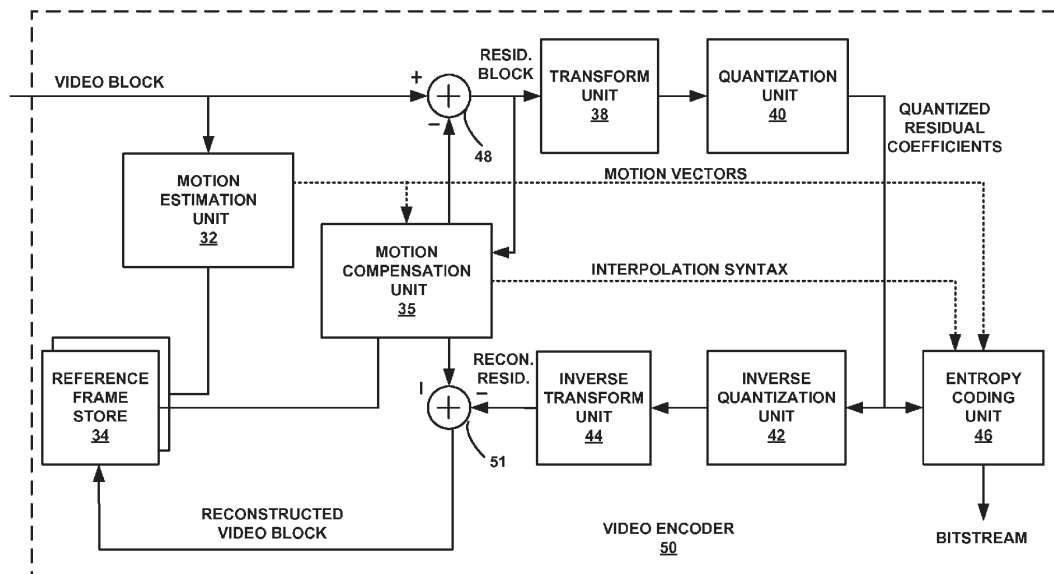 VIDEO BLOCK
+
−
48
RESID.
BLOCK
TRANSFORM
UNIT
38
QUANTIZATION
UNIT
40
QUANTIZED
RESIDUAL
COEFFICIENTS
MOTION
ESTIMATION
UNIT
32
MOTION VECTORS
MOTION
COMPENSATION
UNIT
35
INTERPOLATION SYNTAX
REFERENCE
FRAME
STORE
34
RECON.
RESID.
−
51
INVERSE
TRANSFORM
UNIT
44
INVERSE
QUANTIZATION
UNIT
42
ENTROPY
CODING
UNIT
46
RECONSTRUCTED
VIDEO BLOCK
VIDEO ENCODER
50
BITSTREAM